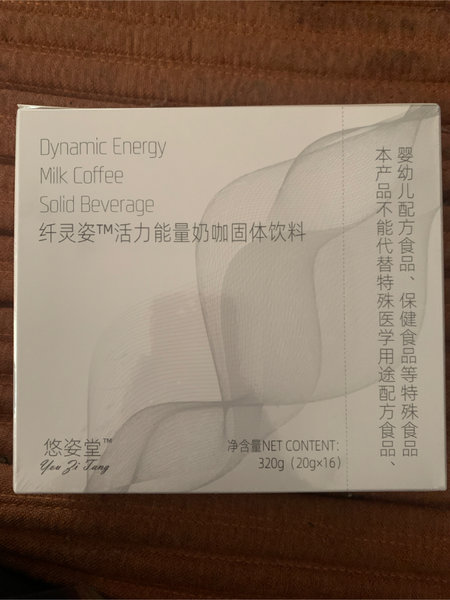 Dynamic Energy
Milk Coffee
Solid Beverage
纤灵姿™活力能量奶咖固体饮料
本产品不能代替特殊医学用途配方食品、
婴幼儿配方食品、保健食品等特殊食品
悠姿堂™
You Zi Tang
净含量NET CONTENT:
320g（20g×16）